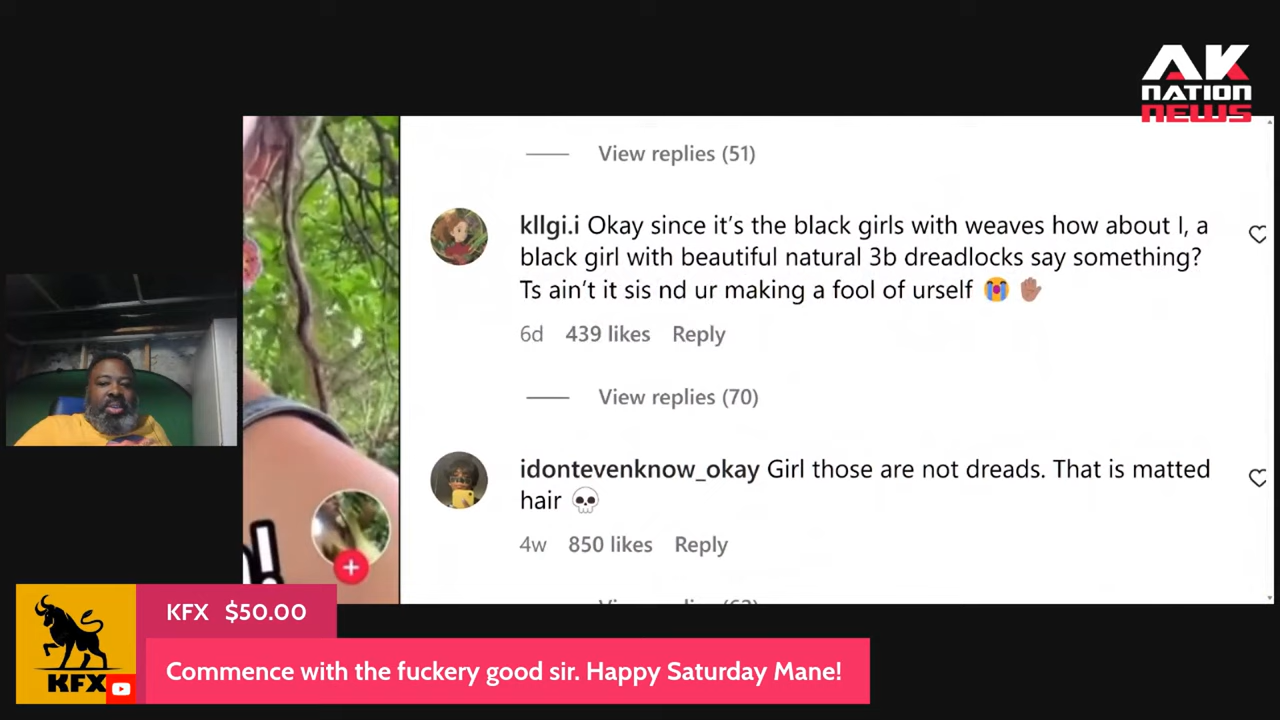 AK
NATION
NEWS
View replies (51)
kllgi.i Okay since it's the black girls with weaves how about I, a
black girl with beautiful natural 3b dreadlocks say something?
Ts ain't it sis nd ur making a fool of urself 😭 🤚🏽
6d 439 likes Reply
View replies (70)
idontevenknow_okay Girl those are not dreads. That is matted
hair 💀
4w 850 likes Reply
KFX $50.00
KFX
Commence with the fuckery good sir. Happy Saturday Mane!